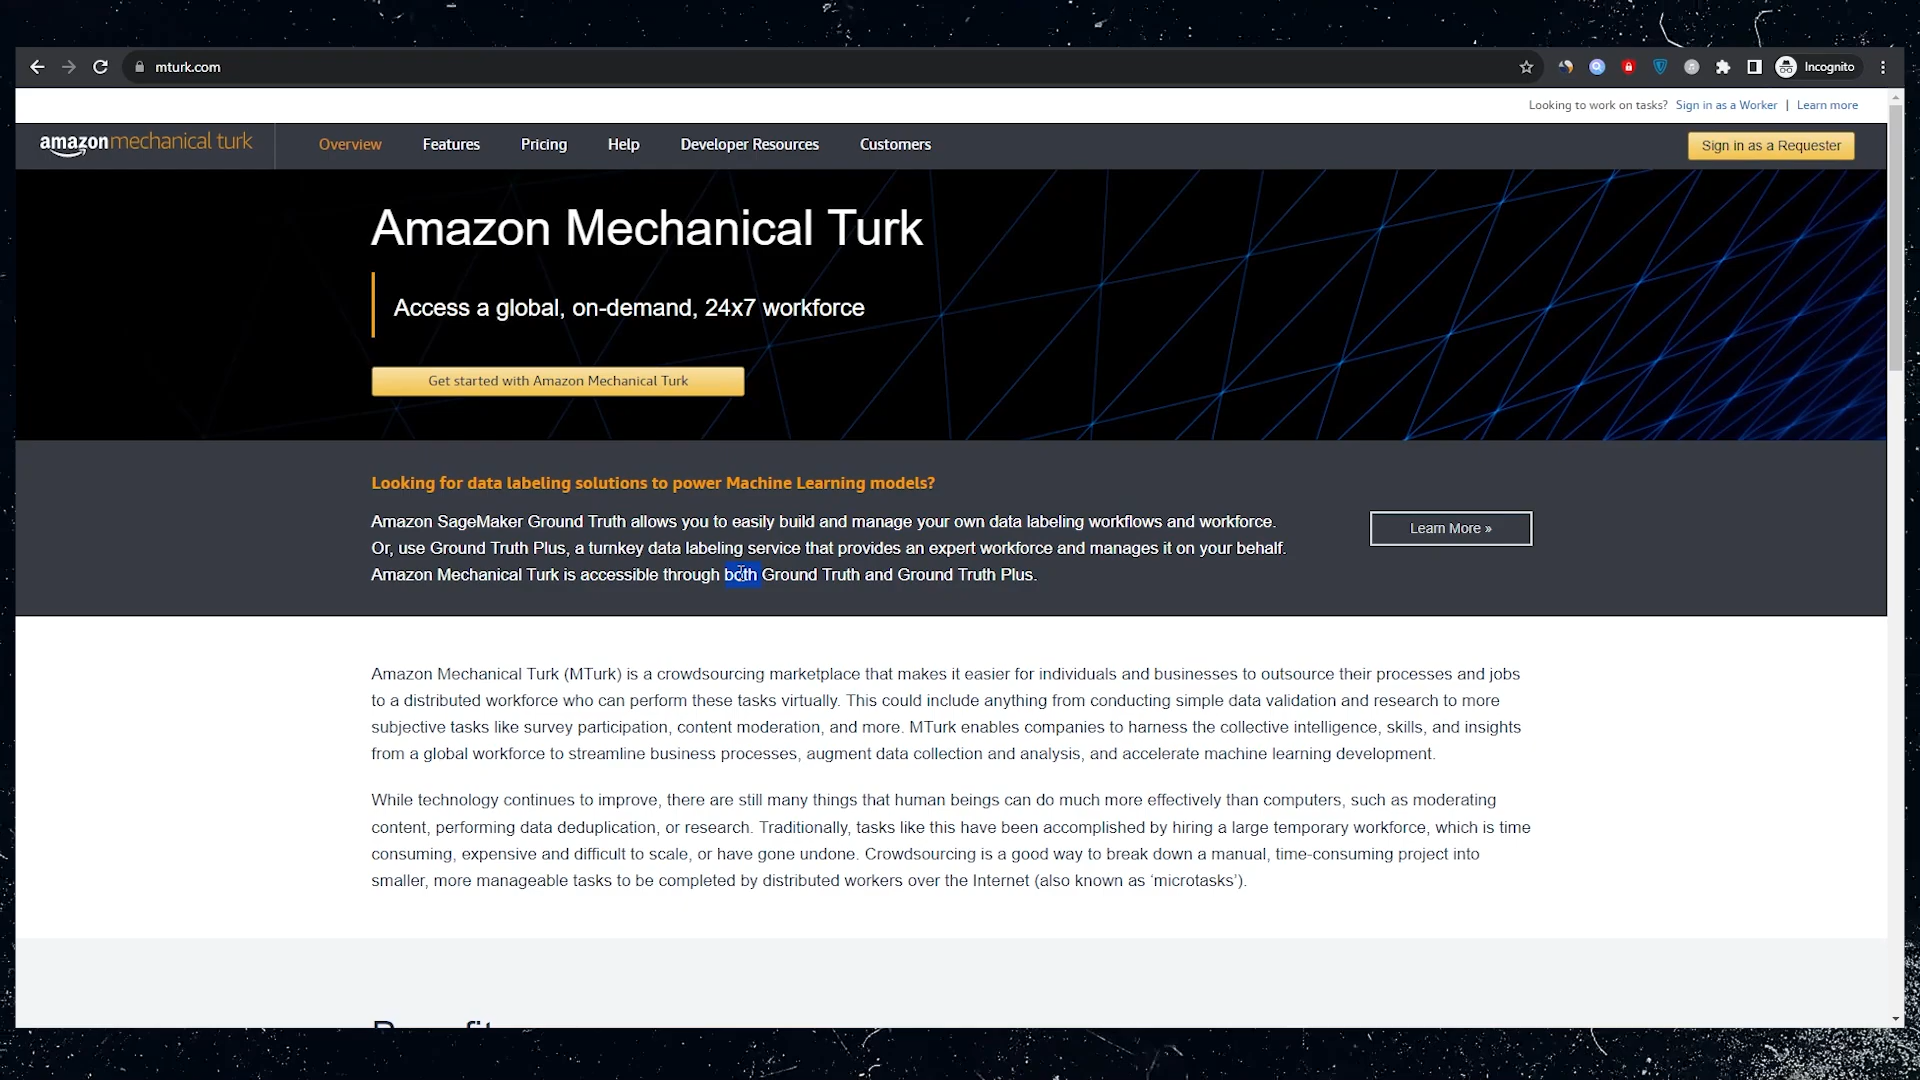 mturk.com
Incognito
Looking to work on tasks? Sign in as a Worker | Learn more
amazon mechanical turk
Overview Features Pricing Help Developer Resources Customers
Sign in as a Requester
Amazon Mechanical Turk
Access a global, on-demand, 24x7 workforce
Get started with Amazon Mechanical Turk
Looking for data labeling solutions to power Machine Learning models?
Amazon SageMaker Ground Truth allows you to easily build and manage your own data labeling workflows and workforce.
Or, use Ground Truth Plus, a turnkey data labeling service that provides an expert workforce and manages it on your behalf.
Amazon Mechanical Turk is accessible through both Ground Truth and Ground Truth Plus.
Learn More »
Amazon Mechanical Turk (MTurk) is a crowdsourcing marketplace that makes it easier for individuals and businesses to outsource their processes and jobs
to a distributed workforce who can perform these tasks virtually. This could include anything from conducting simple data validation and research to more
subjective tasks like survey participation, content moderation, and more. MTurk enables companies to harness the collective intelligence, skills, and insights
from a global workforce to streamline business processes, augment data collection and analysis, and accelerate machine learning development.
While technology continues to improve, there are still many things that human beings can do much more effectively than computers, such as moderating
content, performing data deduplication, or research. Traditionally, tasks like this have been accomplished by hiring a large temporary workforce, which is time
consuming, expensive and difficult to scale, or have gone undone. Crowdsourcing is a good way to break down a manual, time-consuming project into
smaller, more manageable tasks to be completed by distributed workers over the Internet (also known as ‘microtasks’).